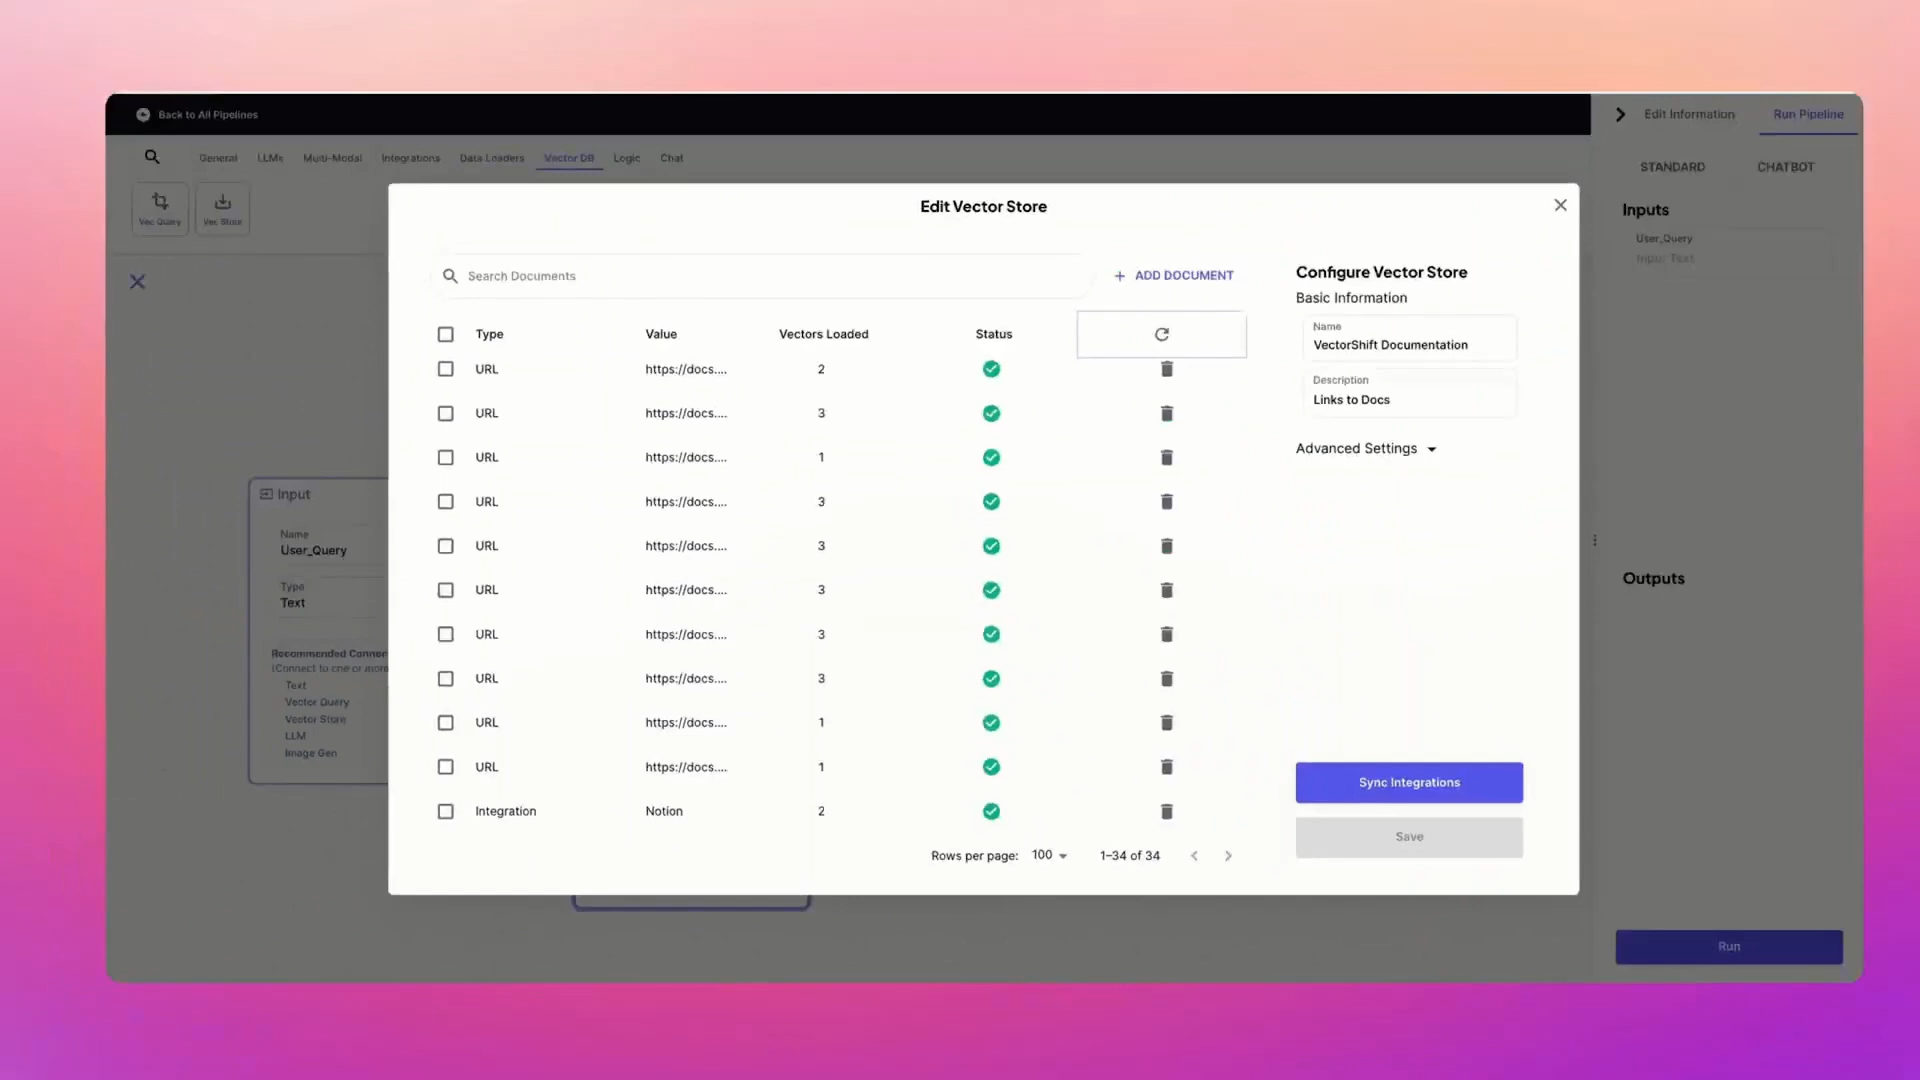 Back to All Pipelines
Edit Information
Run Pipeline
General
LLMs
Multi-Modal
Integrations
Data Loaders
Vector DB
Logic
Chat
STANDARD
CHATBOT
Vec Query
Vec Store
Edit Vector Store
Inputs
User_Query
Input: Text
Search Documents
+ ADD DOCUMENT
Configure Vector Store
Basic Information
Type
Value
Vectors Loaded
Status
Name
VectorShift Documentation
URL https://docs.... 2
Description
Links to Docs
URL https://docs.... 3
Advanced Settings
URL https://docs.... 1
Input
URL https://docs.... 3
Name
User_Query
URL https://docs.... 3
Type
Text
URL https://docs.... 3
Outputs
URL https://docs.... 3
Recommended Conner
(Connect to one or more
Text
Vector Query
Vector Store
LLM
Image Gen
URL https://docs.... 3
URL https://docs.... 1
URL https://docs.... 1
Integration Notion 2
Sync Integrations
Save
Rows per page: 100 1–34 of 34
Run